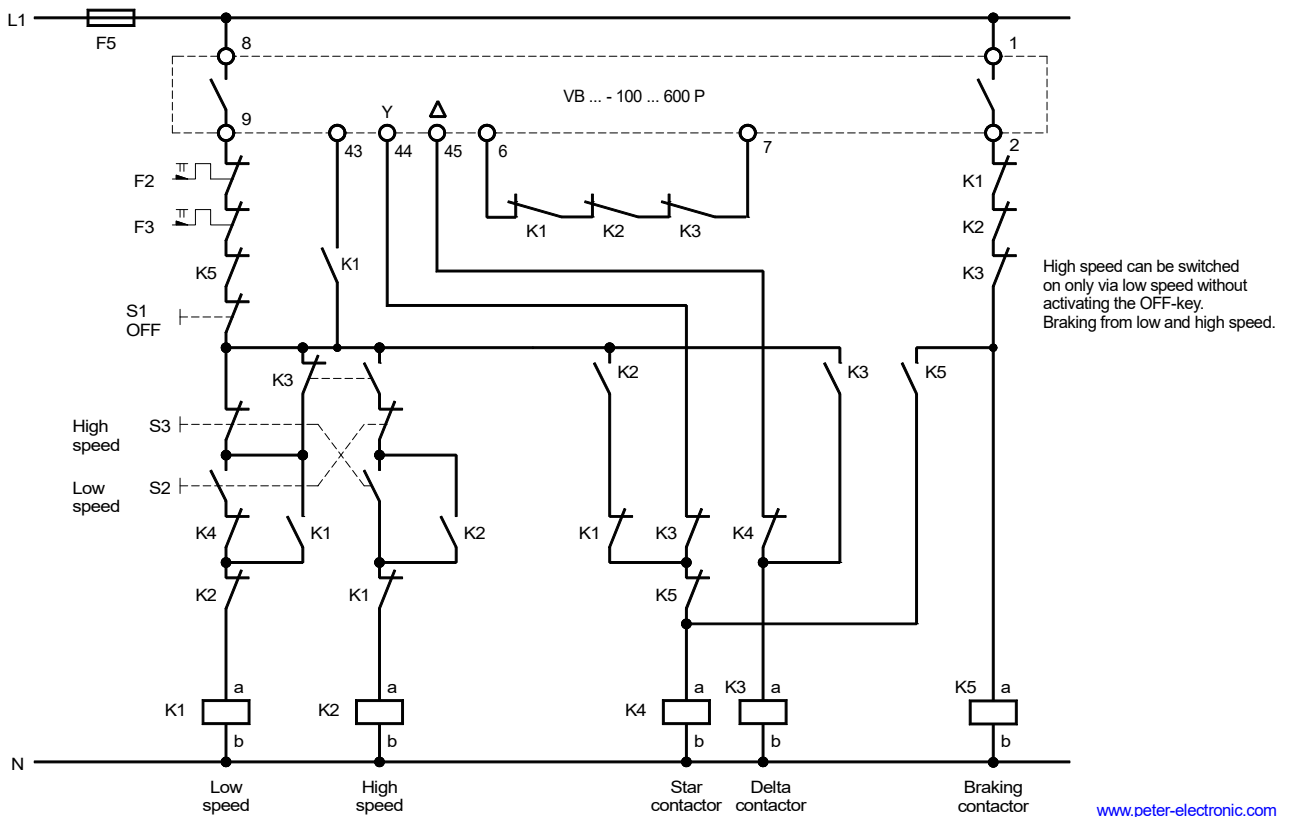 L1
F5
8
1
VB ... - 100 ... 600 P
Y
Δ
9
43
44
45
6
7
2
F2
K1
F3
K1
K2
K3
K2
K5
K1
K3
High speed can be switched
on only via low speed without
activating the OFF-key.
Braking from low and high speed.
S1
OFF
K3
K2
K3
K5
High
speed
S3
Low
speed
S2
K4
K1
K2
K1
K3
K4
K2
K1
K5
K1
a
K2
a
K4
a
K3
a
K5
a
b
b
b
b
b
N
Low
speed
High
speed
Star
contactor
Delta
contactor
Braking
contactor
www.peter-electronic.com